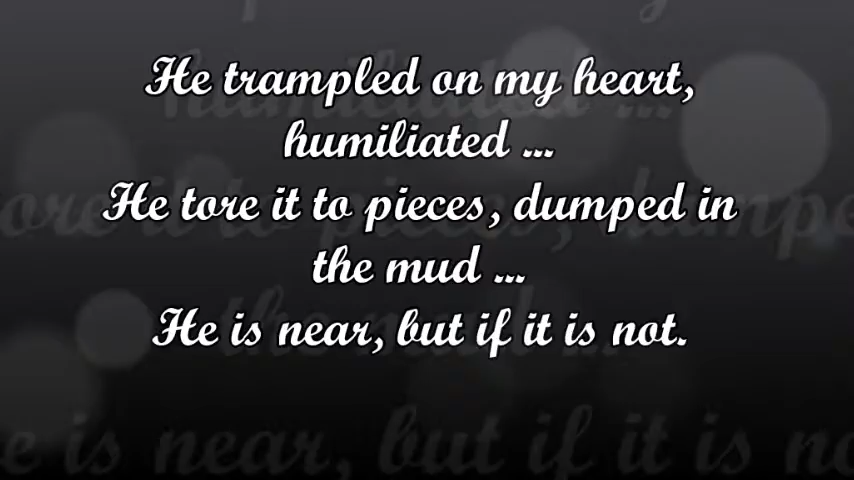 He trampled on my heart,
humiliated ...
He tore it to pieces, dumped in
the mud ...
He is near, but if it is not.